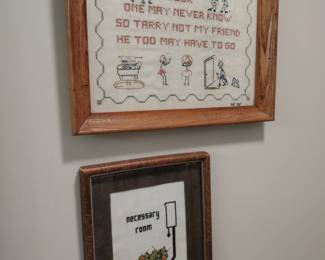 ONE MAY NEVER KNOW
SO TARRY NOT MY FRIEND
HE TOO MAY HAVE TO GO
necessary
room